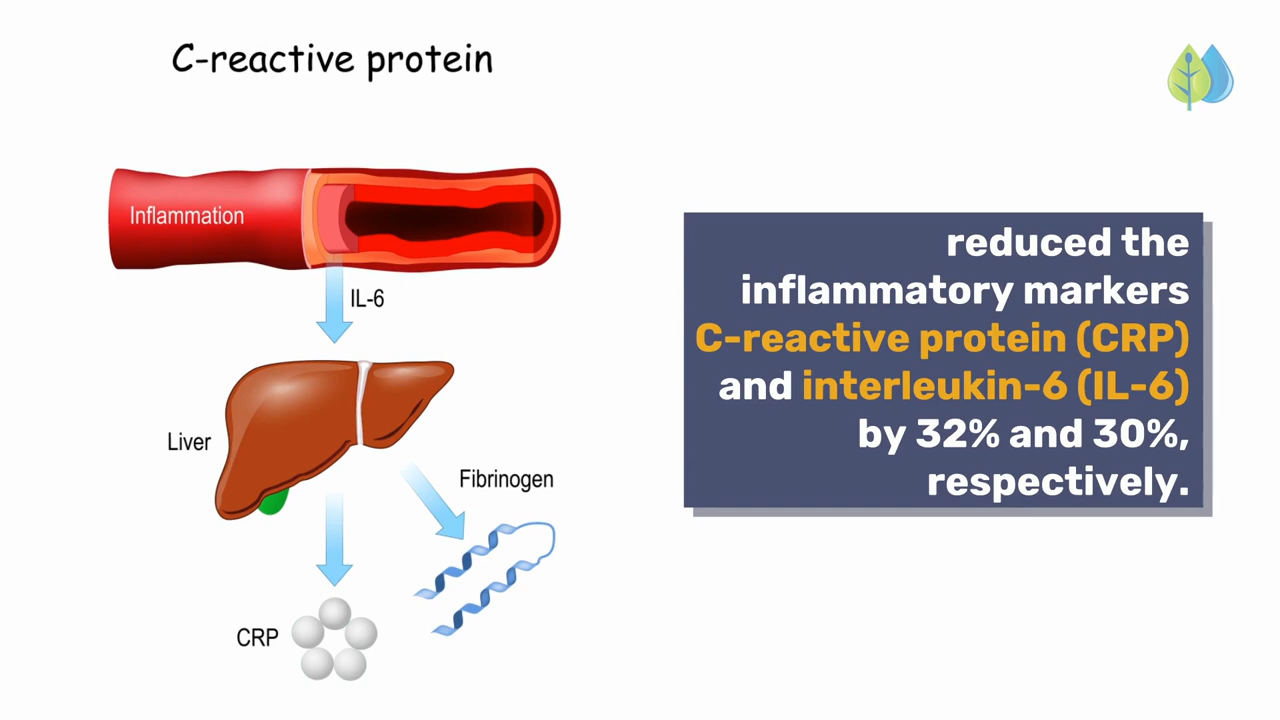 C-reactive protein
Inflammation
IL-6
Liver
Fibrinogen
CRP
reduced the
inflammatory markers
C-reactive protein (CRP)
and interleukin-6 (IL-6)
by 32% and 30%,
respectively.